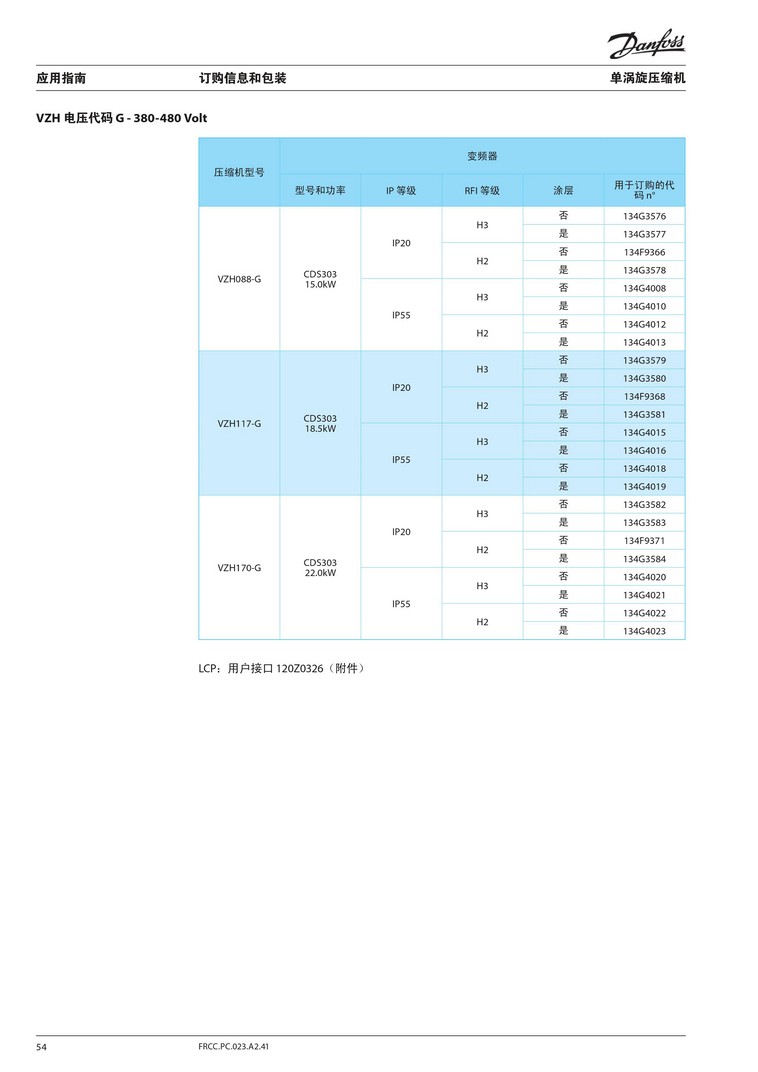 Danfoss
应用指南 订购信息和包装 单涡旋压缩机
VZH 电压代码 G - 380-480 Volt
压缩机型号 变频器
型号和功率 IP 等级 RFI 等级 涂层 用于订购的代
码 n°
VZH088-G CDS303
15.0kW
IP20 H3 否 134G3576
是 134G3577
H2 否 134F9366
是 134G3578
IP55 H3 否 134G4008
是 134G4010
H2 否 134G4012
是 134G4013
VZH117-G CDS303
18.5kW
IP20 H3 否 134G3579
是 134G3580
H2 否 134F9368
是 134G3581
IP55 H3 否 134G4015
是 134G4016
H2 否 134G4018
是 134G4019
VZH170-G CDS303
22.0kW
IP20 H3 否 134G3582
是 134G3583
H2 否 134F9371
是 134G3584
IP55 H3 否 134G4020
是 134G4021
H2 否 134G4022
是 134G4023
LCP：用户接口 120Z0326（附件）
54 FRCC.PC.023.A2.41